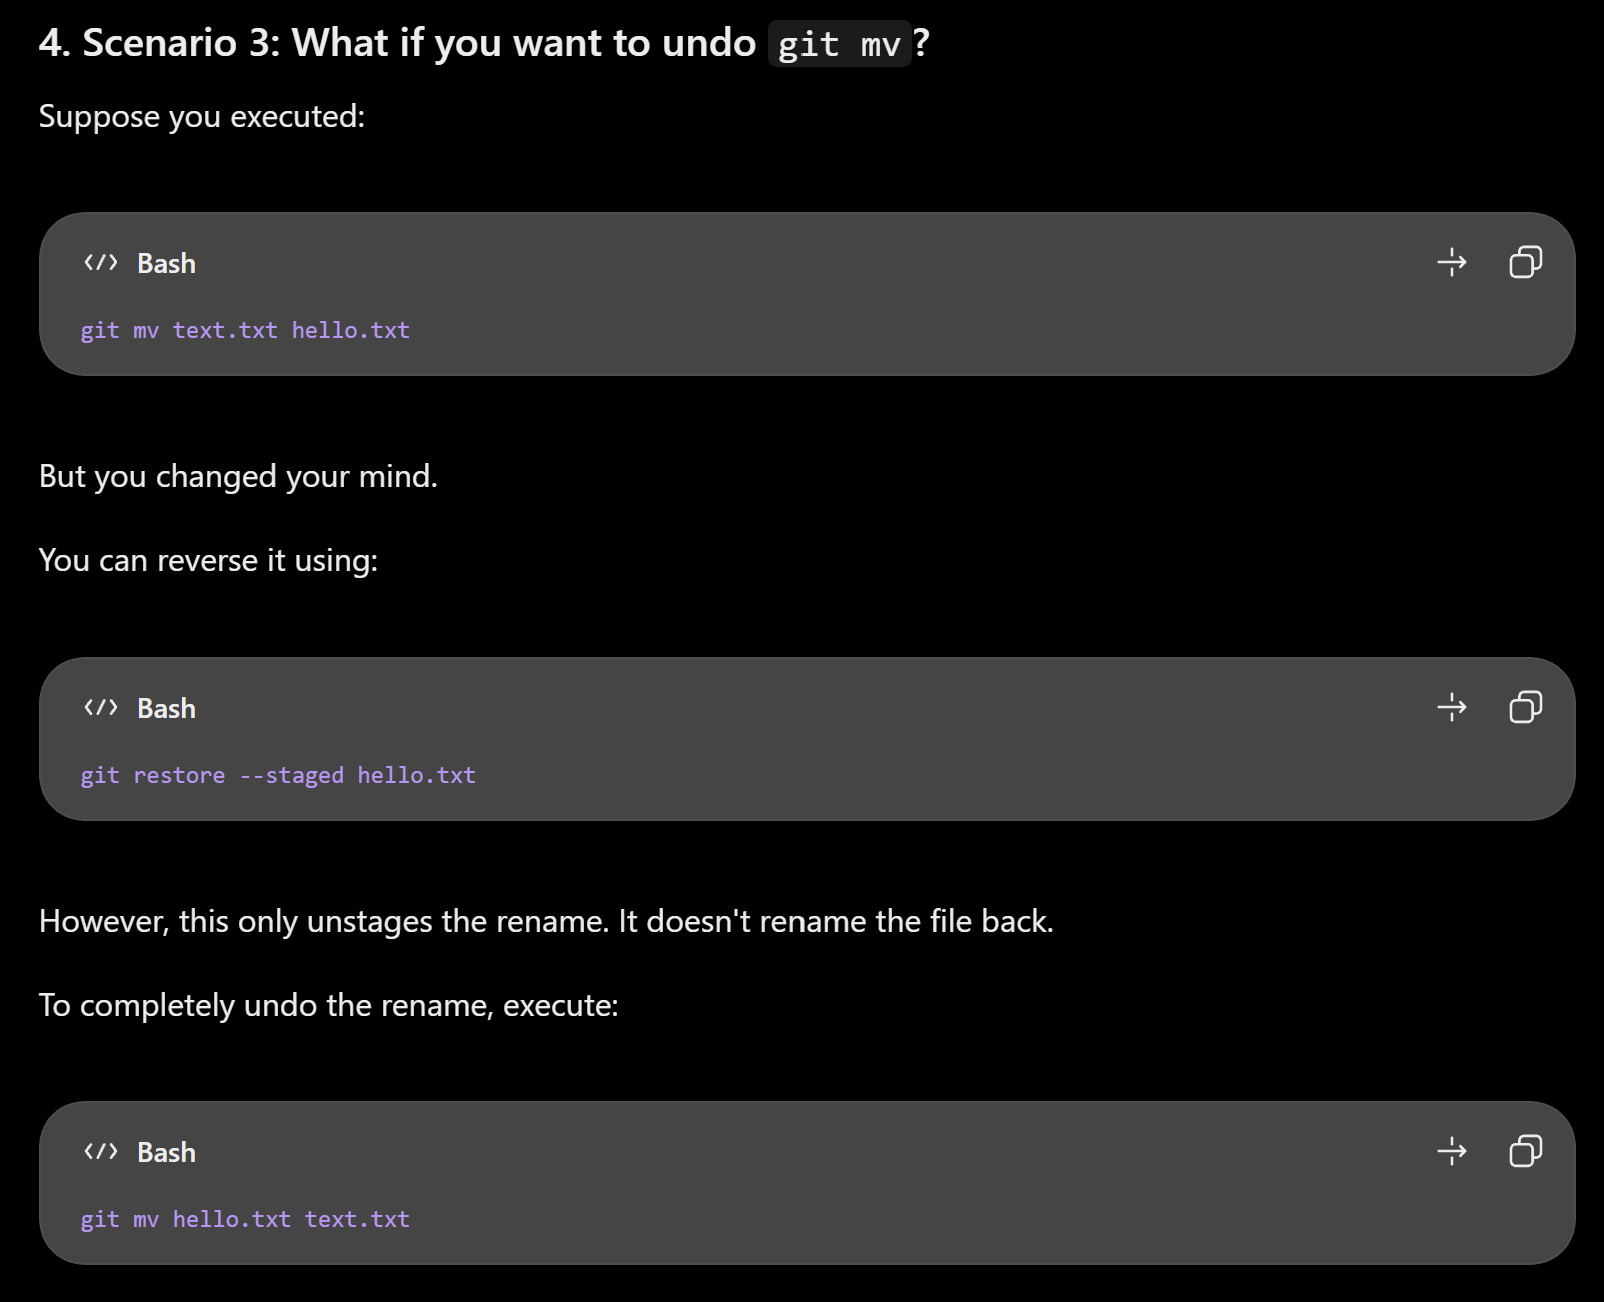 4. Scenario 3: What if you want to undo git mv?
Suppose you executed:
</> Bash
git mv text.txt hello.txt
But you changed your mind.
You can reverse it using:
</> Bash
git restore --staged hello.txt
However, this only unstages the rename. It doesn't rename the file back.
To completely undo the rename, execute:
</> Bash
git mv hello.txt text.txt